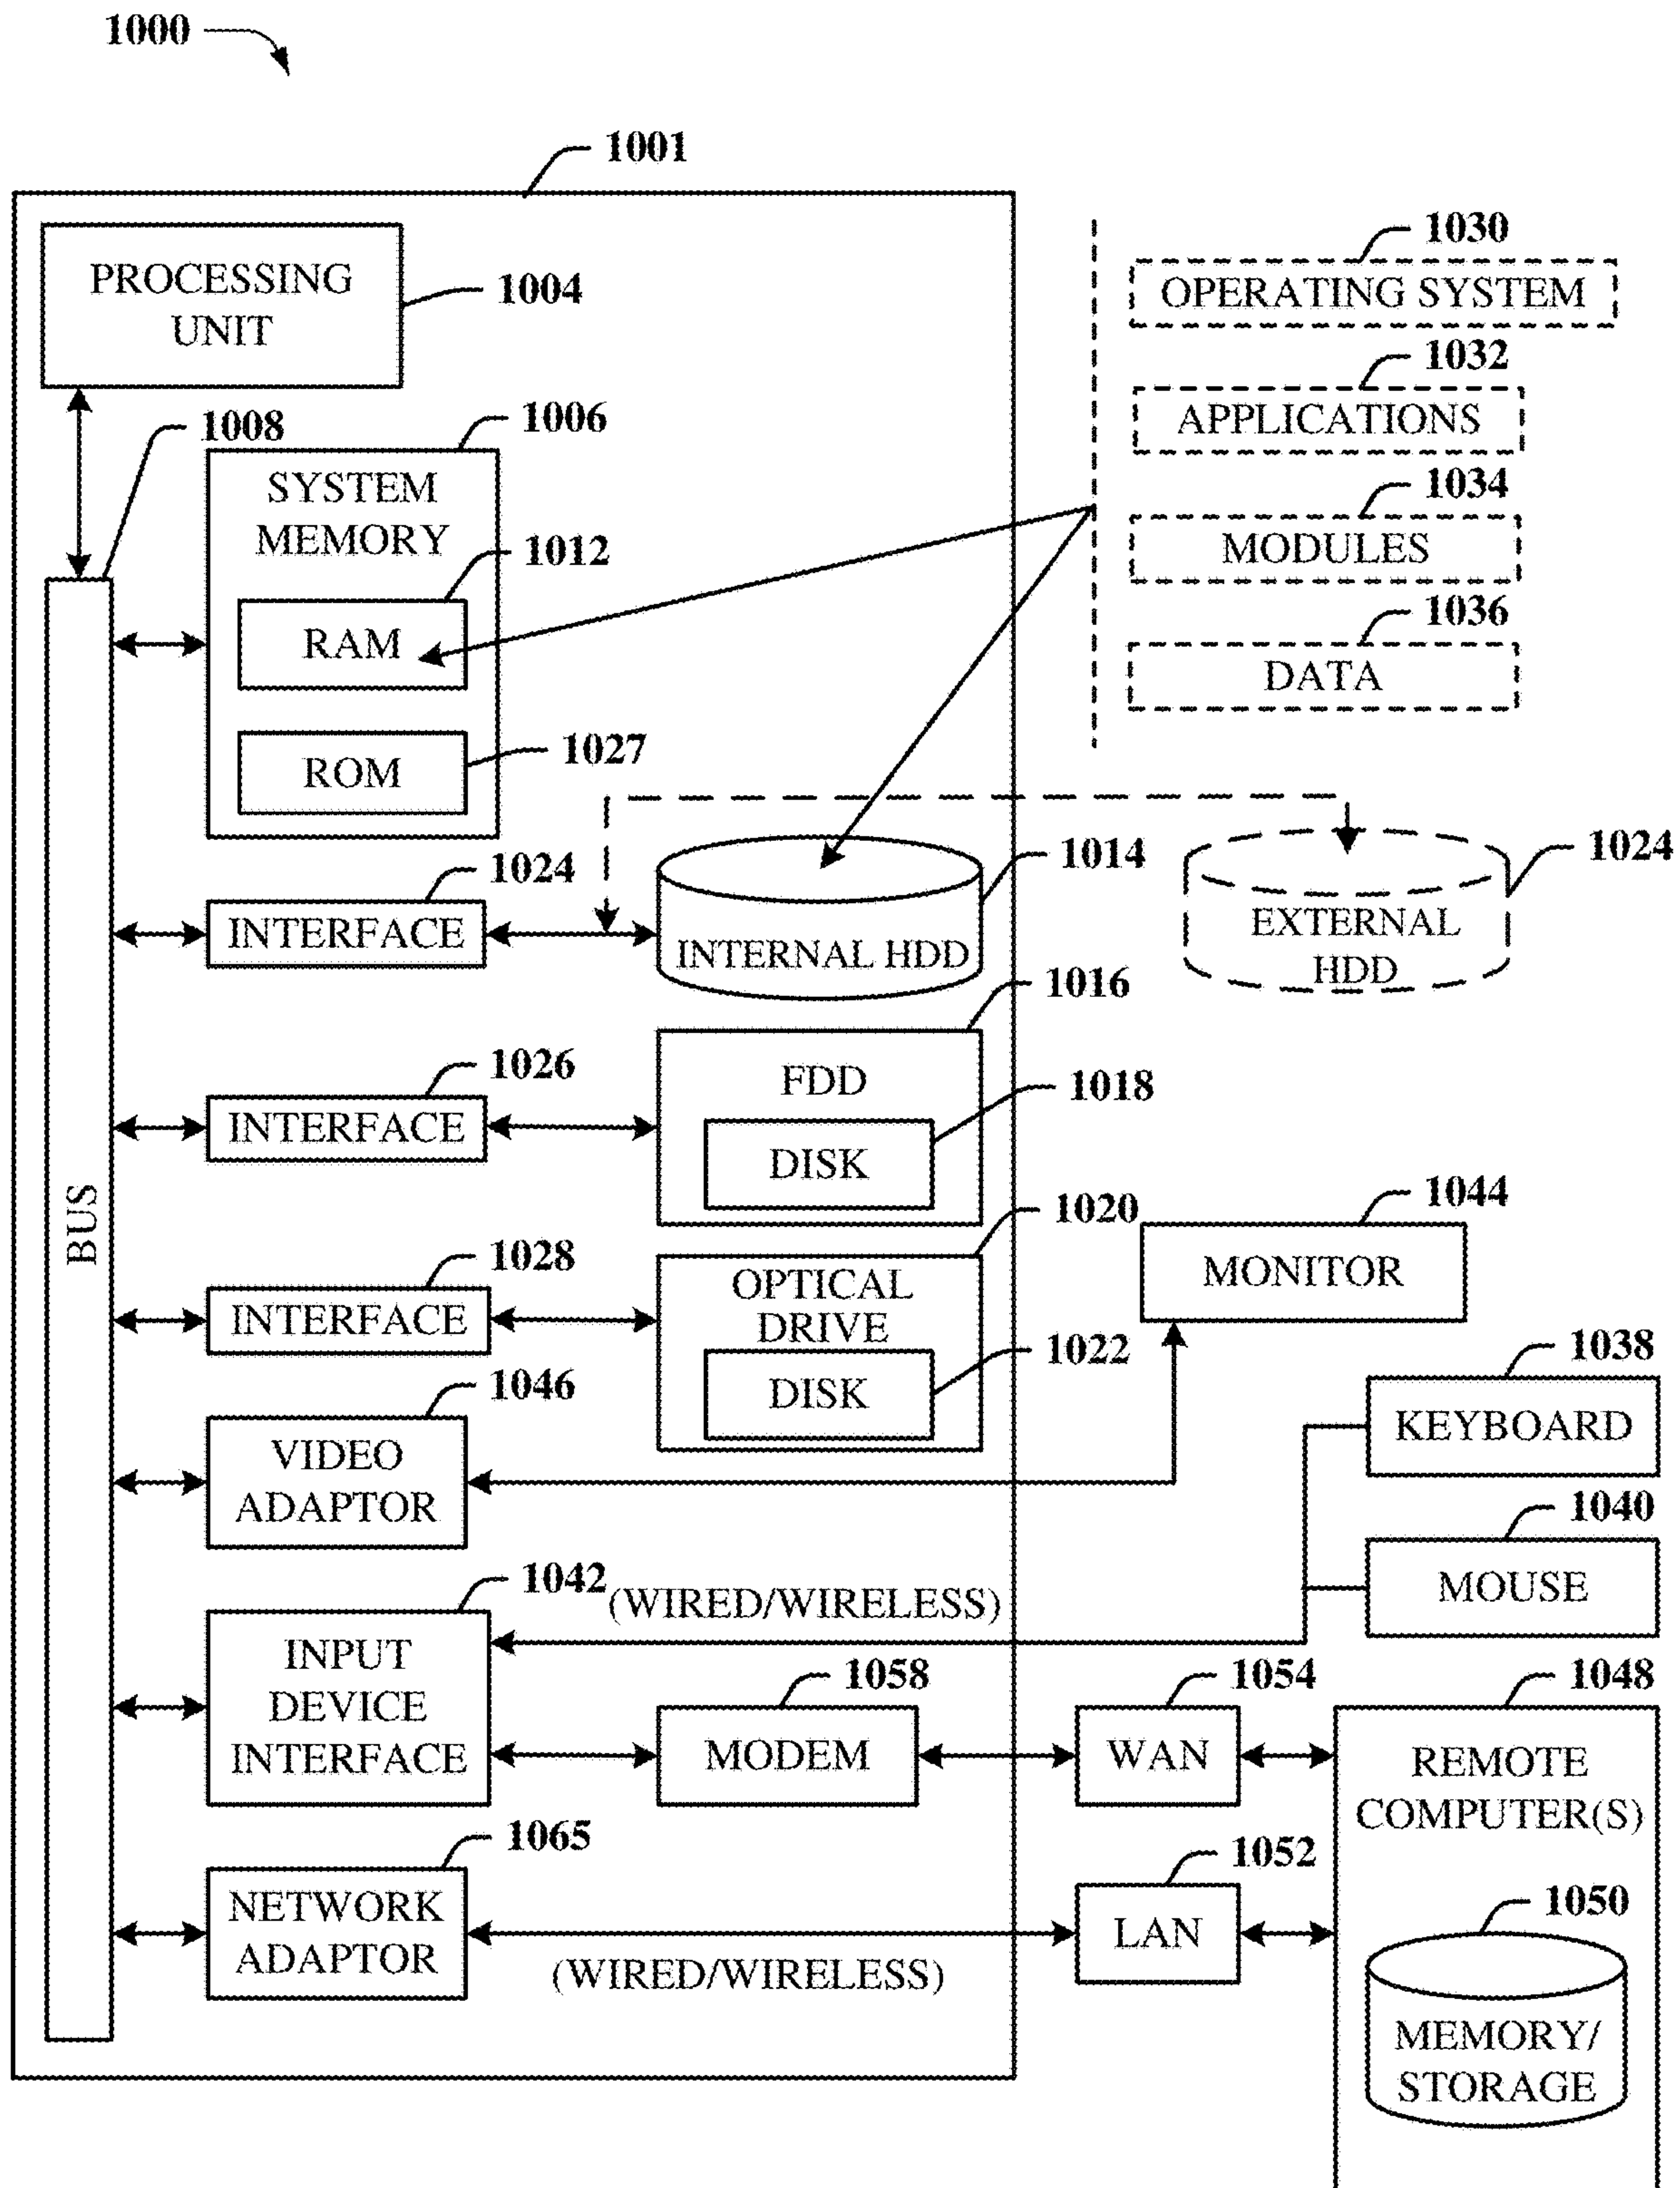 1000
1001
PROCESSING
UNIT
1004
1030
OPERATING SYSTEM
1032
APPLICATIONS
1034
MODULES
1036
DATA
1008
1006
SYSTEM
MEMORY
1012
RAM
1027
ROM
BUS
1024
INTERFACE
1014
INTERNAL HDD
1024
EXTERNAL
HDD
1026
INTERFACE
1016
FDD
1018
DISK
1028
INTERFACE
1020
OPTICAL
DRIVE
1022
DISK
1044
MONITOR
1046
VIDEO
ADAPTOR
1038
KEYBOARD
1040
MOUSE
1042
(WIRED/WIRELESS)
INPUT
DEVICE
INTERFACE
1058
MODEM
1054
WAN
1048
REMOTE
COMPUTER(S)
1065
NETWORK
ADAPTOR
(WIRED/WIRELESS)
1052
LAN
1050
MEMORY/
STORAGE